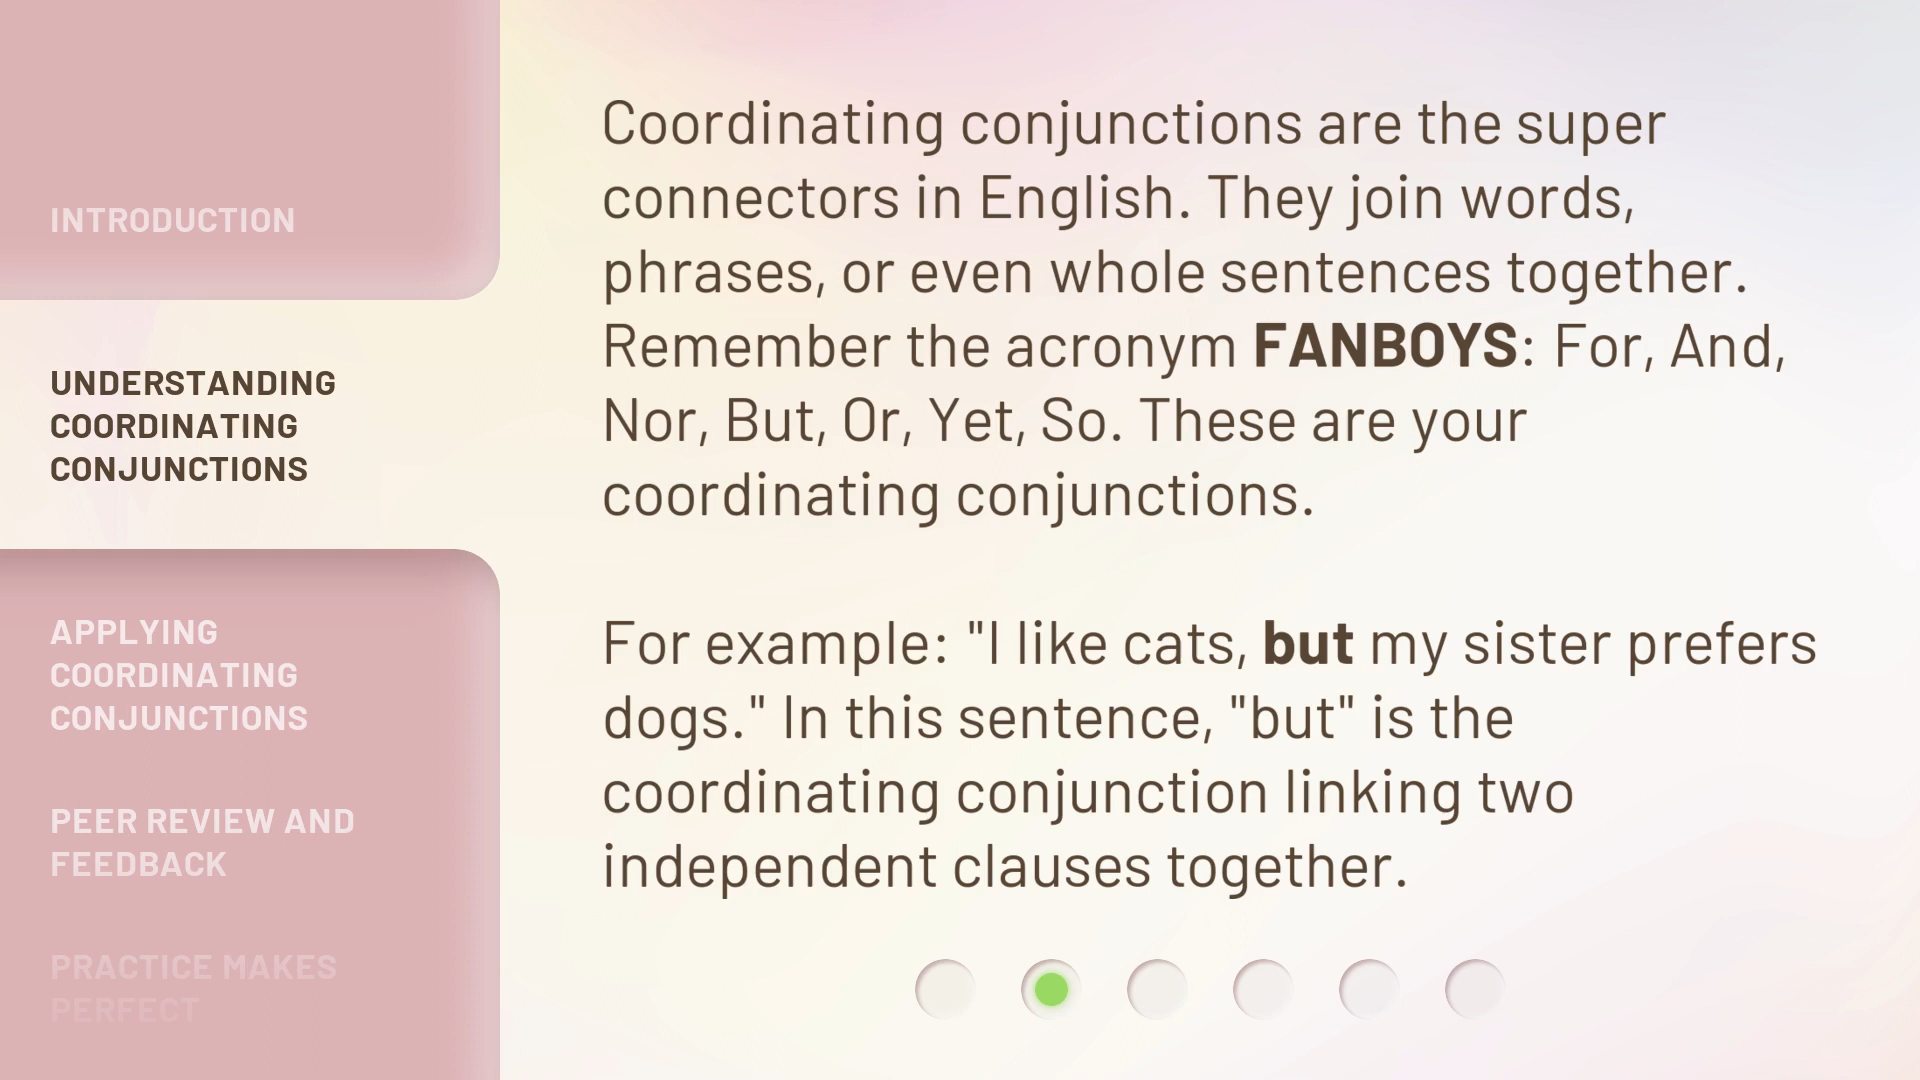 INTRODUCTION
UNDERSTANDING
COORDINATING
CONJUNCTIONS
APPLYING
COORDINATING
CONJUNCTIONS
PEER REVIEW AND
FEEDBACK
PRACTICE MAKES
PERFECT
Coordinating conjunctions are the super
connectors in English. They join words,
phrases, or even whole sentences together.
Remember the acronym FANBOYS: For, And,
Nor, But, Or, Yet, So. These are your
coordinating conjunctions.
For example: "I like cats, but my sister prefers
dogs." In this sentence, "but" is the
coordinating conjunction linking two
independent clauses together.